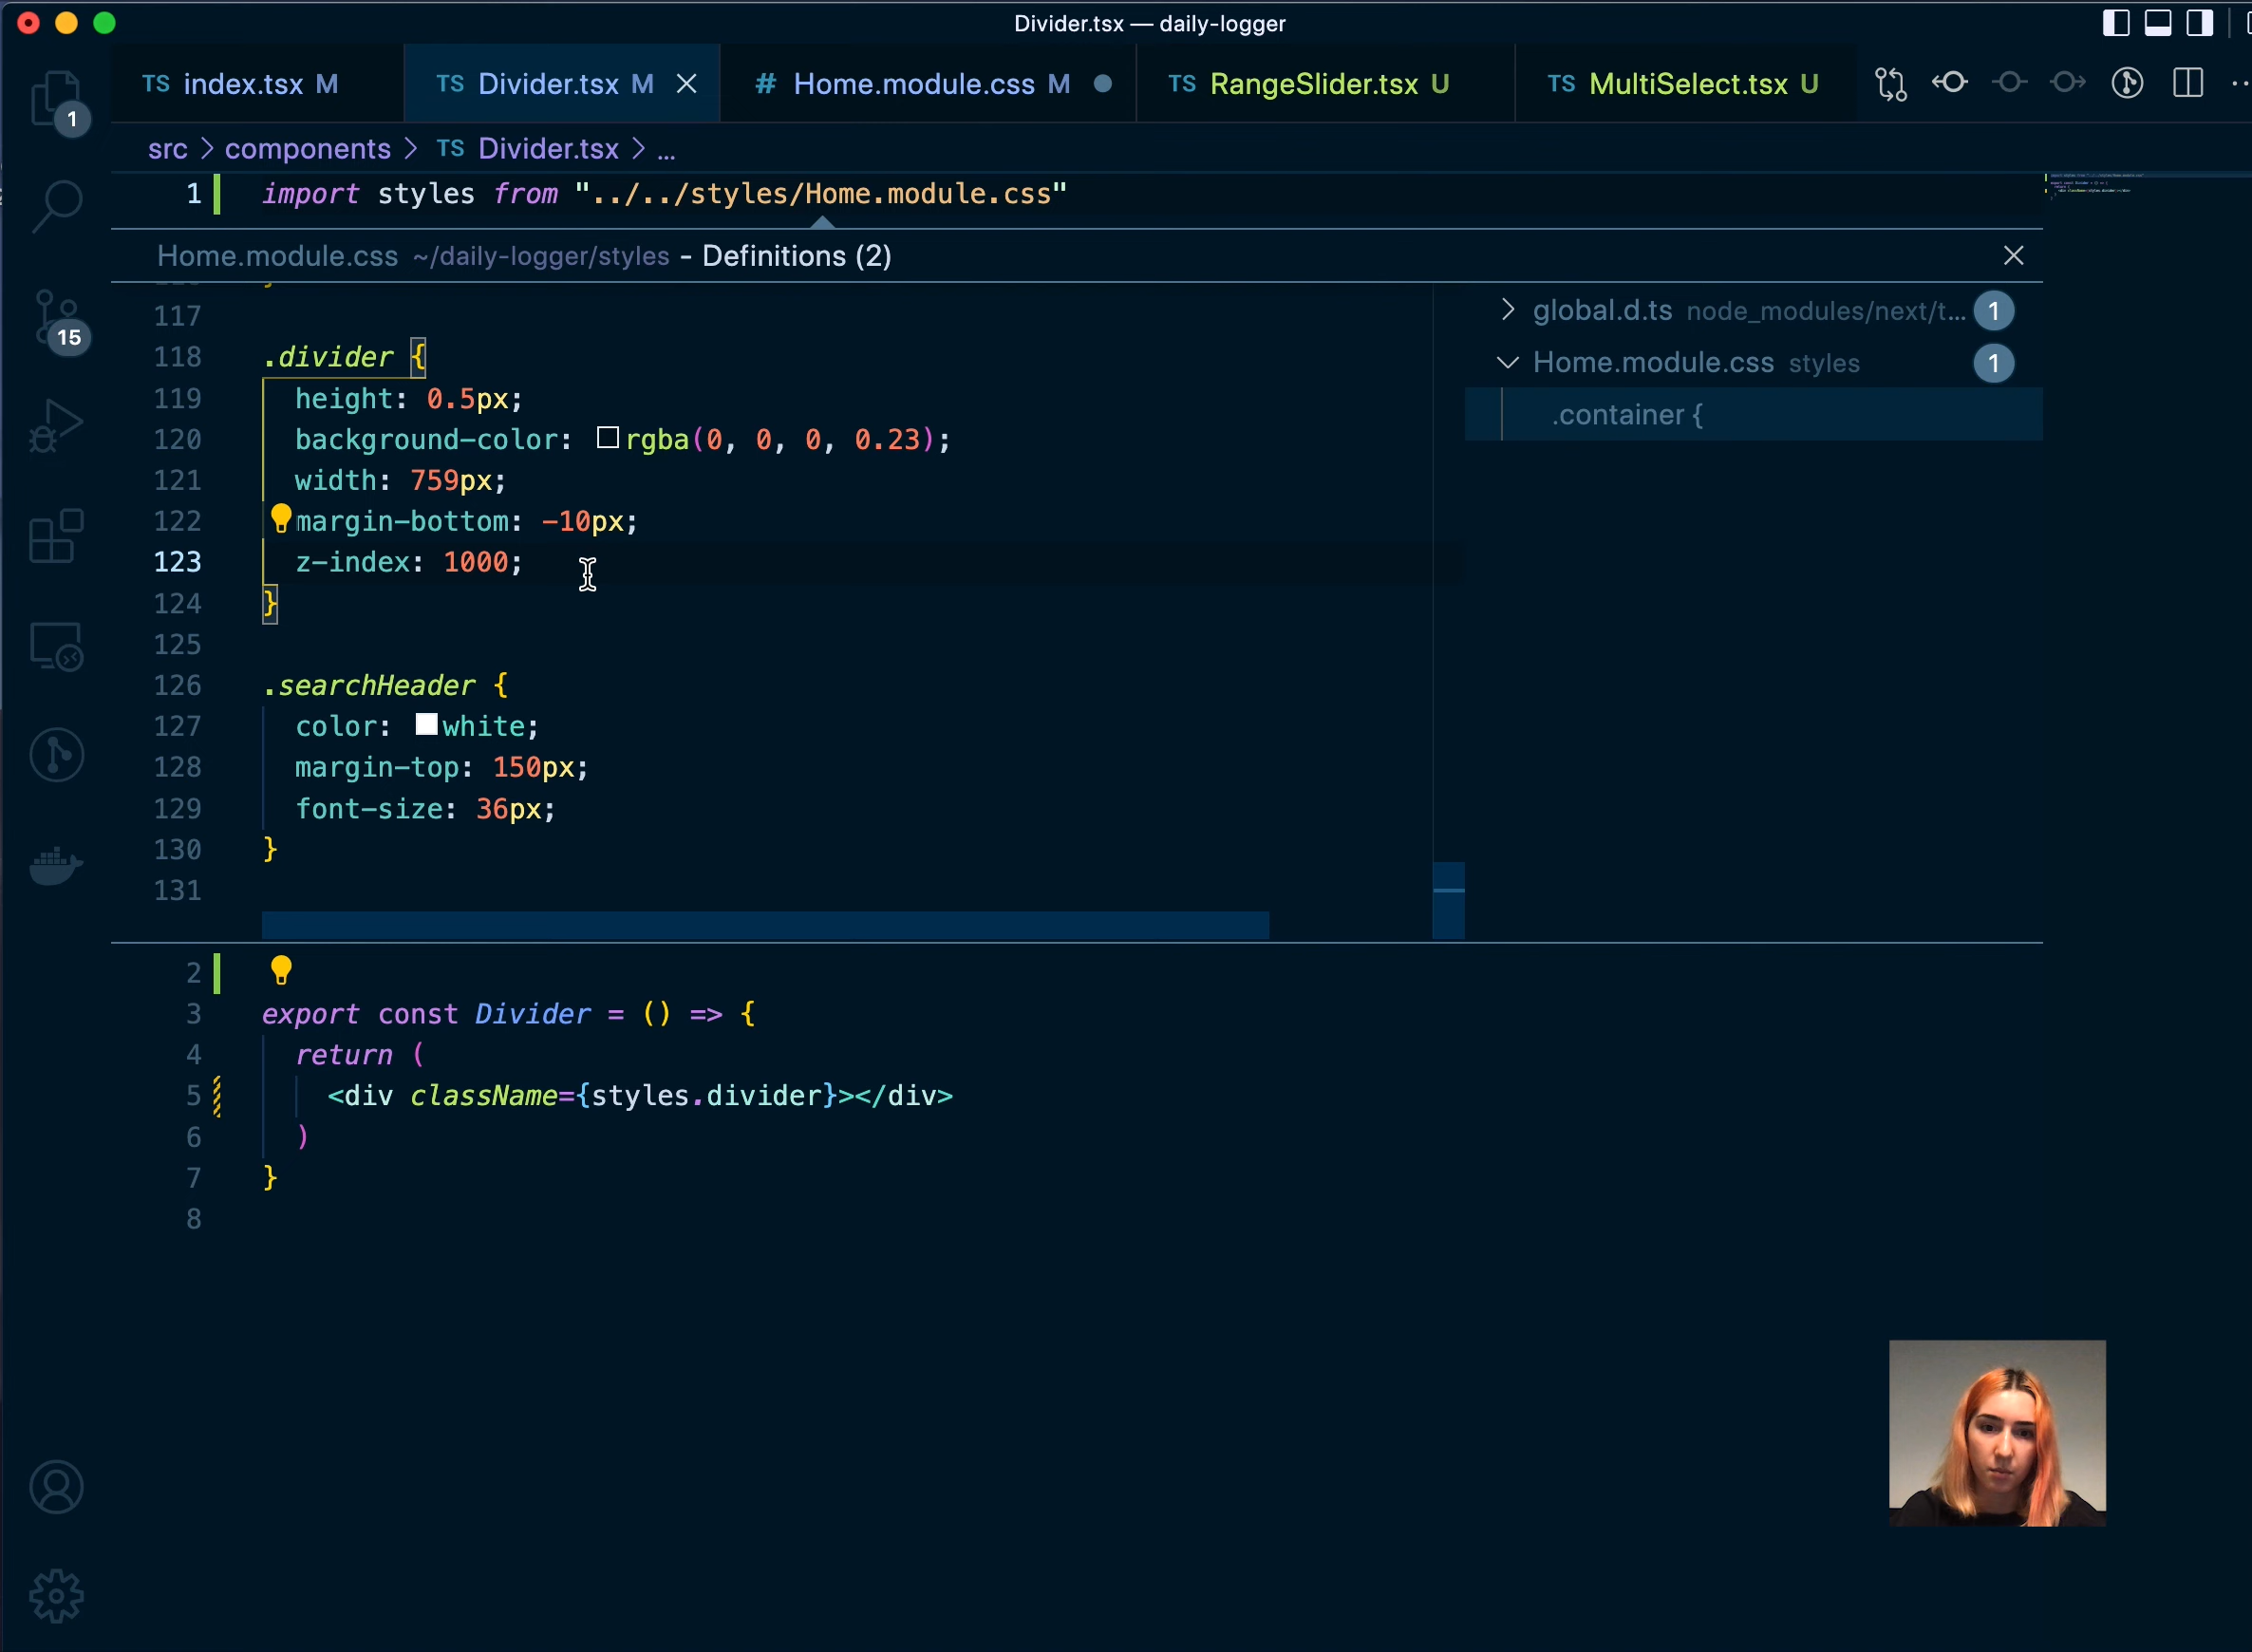 Divider.tsx — daily-logger
TS index.tsx M
TS Divider.tsx M
# Home.module.css M
TS RangeSlider.tsx U
TS MultiSelect.tsx U
1
src > components > TS Divider.tsx > ...
1 import styles from "../../styles/Home.module.css"
Home.module.css ~/daily-logger/styles - Definitions (2)
117
118 .divider {
119 height: 0.5px;
120 background-color: rgba(0, 0, 0, 0.23);
121 width: 759px;
122 margin-bottom: -10px;
123 z-index: 1000;
124 }
125
126 .searchHeader {
127 color: white;
128 margin-top: 150px;
129 font-size: 36px;
130 }
131
global.d.ts node_modules/next/t... 1
Home.module.css styles 1
.container {
15
2
3 export const Divider = () => {
4 return (
5 <div className={styles.divider}></div>
6 )
7 }
8